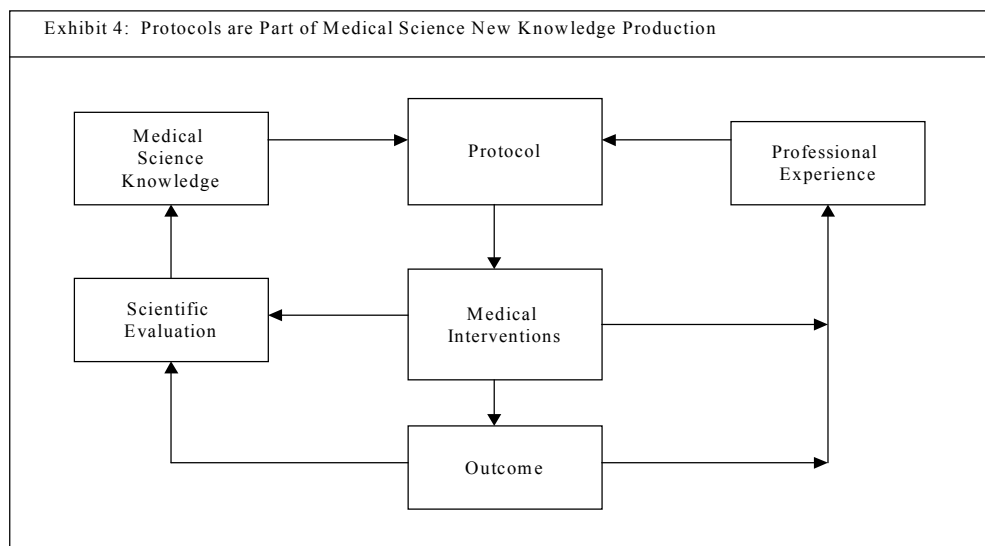 Exhibit 4: Protocols are Part of Medical Science New Knowledge Production
Medical
Science
Knowledge
Protocol
Professional
Experience
Scientific
Evaluation
Medical
Interventions
Outcome